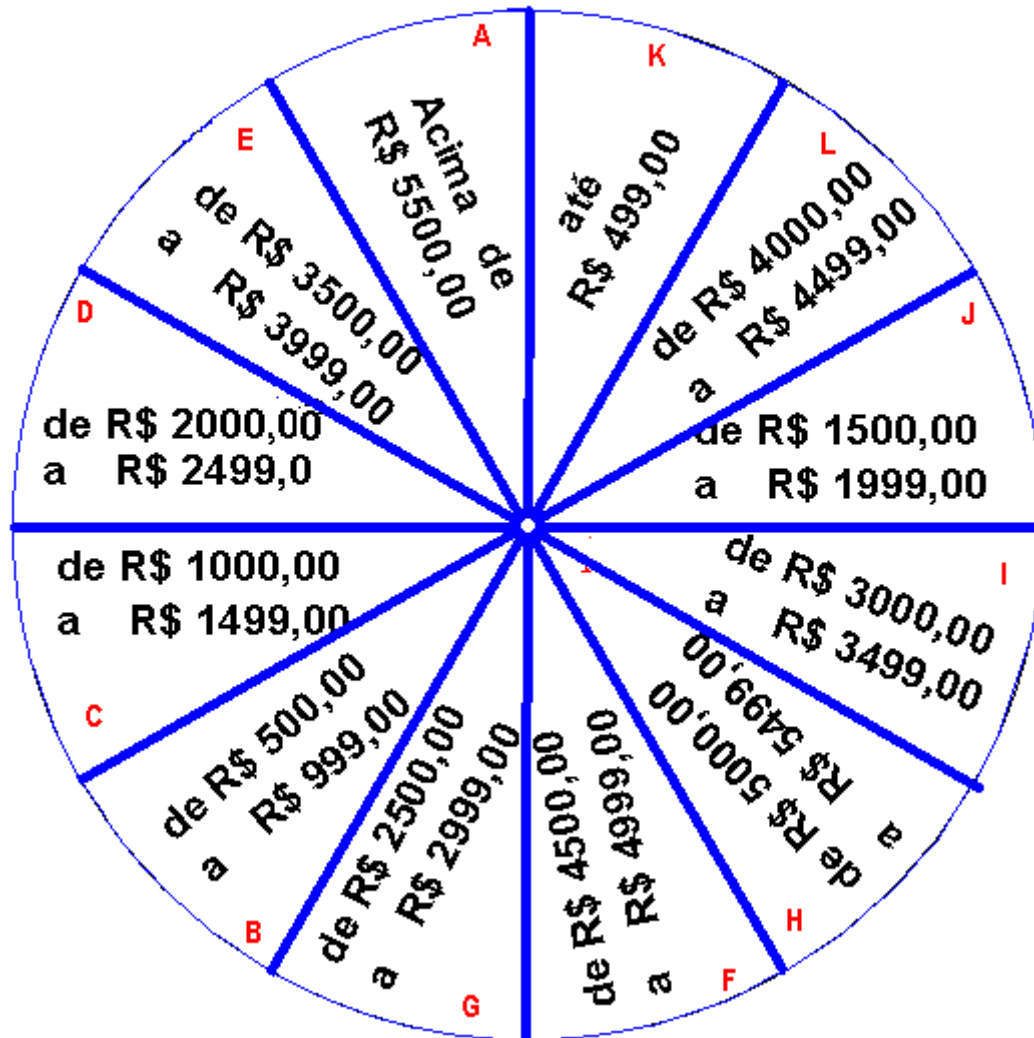 A
Acima de
R$ 5500,00
K
até
R$ 499,00
L
de R$ 4000,00
a R$ 4499,00
J
de R$ 1500,00
a R$ 1999,00
I
de R$ 3000,00
a R$ 3499,00
H
de R$ 5000,00
a R$ 5499,00
F
de R$ 4500,00
a R$ 4999,00
G
de R$ 2500,00
a R$ 2999,00
B
de R$ 500,00
a R$ 999,00
C
de R$ 1000,00
a R$ 1499,00
D
de R$ 2000,00
a R$ 2499,0
E
de R$ 3500,00
a R$ 3999,00